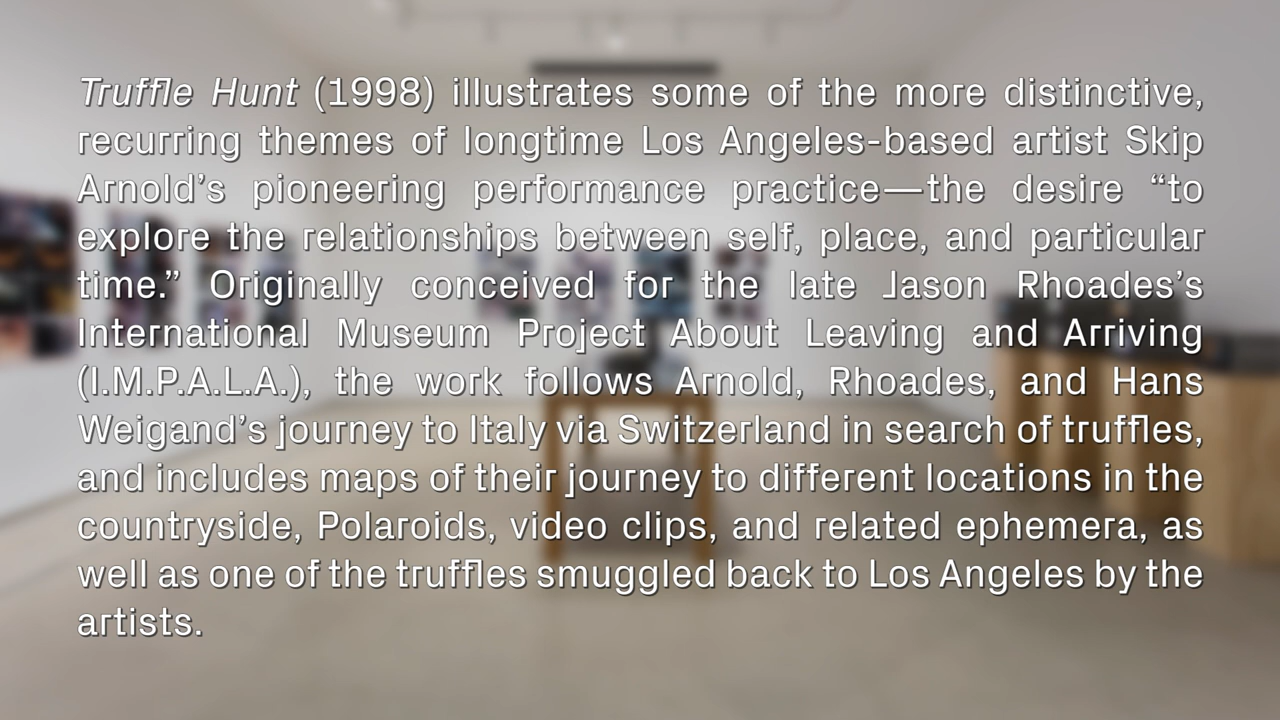 Truffle Hunt (1998) illustrates some of the more distinctive,
recurring themes of longtime Los Angeles-based artist Skip
Arnold’s pioneering performance practice—the desire “to
explore the relationships between self, place, and particular
time.” Originally conceived for the late Jason Rhoades’s
International Museum Project About Leaving and Arriving
(I.M.P.A.L.A.), the work follows Arnold, Rhoades, and Hans
Weigand’s journey to Italy via Switzerland in search of truffles,
and includes maps of their journey to different locations in the
countryside, Polaroids, video clips, and related ephemera, as
well as one of the truffles smuggled back to Los Angeles by the
artists.